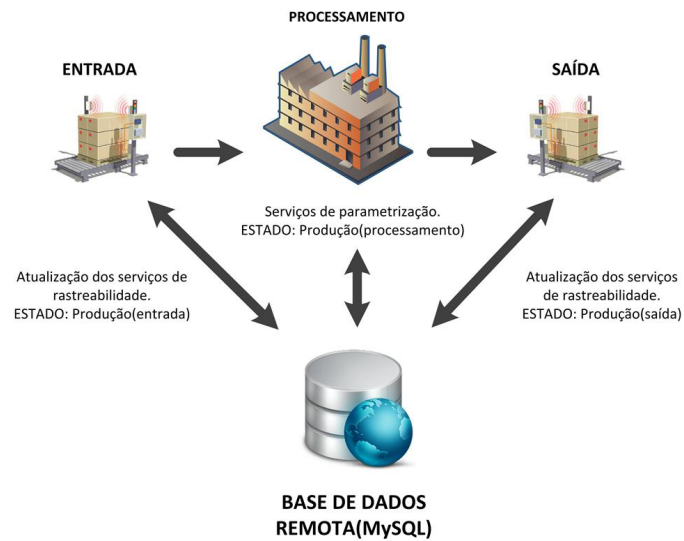 PROCESSAMENTO
ENTRADA
SAÍDA
Serviços de parametrização.
ESTADO: Produção(processamento)
Atualização dos serviços de
rastreabilidade.
ESTADO: Produção(entrada)
Atualização dos serviços
de rastreabilidade.
ESTADO: Produção(saída)
BASE DE DADOS
REMOTA(MySQL)